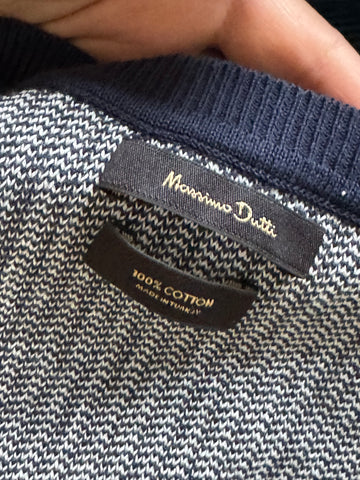 Massimo Dutti
100% COTTON
MADE IN TURKEY